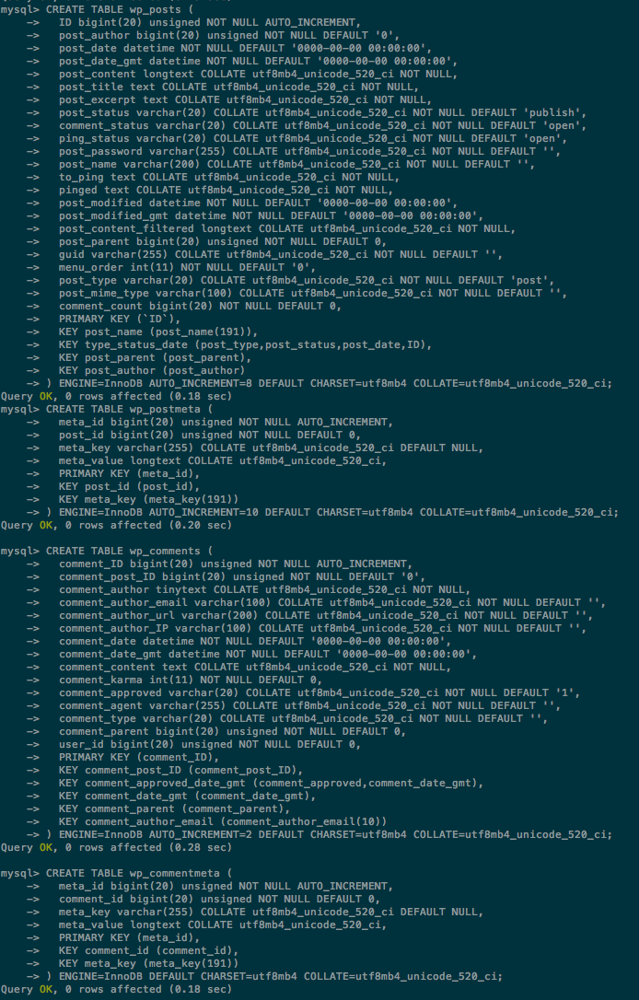 mysql> CREATE TABLE wp_posts (
    ->   ID bigint(20) unsigned NOT NULL AUTO_INCREMENT,
    ->   post_author bigint(20) unsigned NOT NULL DEFAULT '0',
    ->   post_date datetime NOT NULL DEFAULT '0000-00-00 00:00:00',
    ->   post_date_gmt datetime NOT NULL DEFAULT '0000-00-00 00:00:00',
    ->   post_content longtext COLLATE utf8mb4_unicode_520_ci NOT NULL,
    ->   post_title text COLLATE utf8mb4_unicode_520_ci NOT NULL,
    ->   post_excerpt text COLLATE utf8mb4_unicode_520_ci NOT NULL,
    ->   post_status varchar(20) COLLATE utf8mb4_unicode_520_ci NOT NULL DEFAULT 'publish',
    ->   comment_status varchar(20) COLLATE utf8mb4_unicode_520_ci NOT NULL DEFAULT 'open',
    ->   ping_status varchar(20) COLLATE utf8mb4_unicode_520_ci NOT NULL DEFAULT 'open',
    ->   post_password varchar(255) COLLATE utf8mb4_unicode_520_ci NOT NULL DEFAULT '',
    ->   post_name varchar(200) COLLATE utf8mb4_unicode_520_ci NOT NULL DEFAULT '',
    ->   to_ping text COLLATE utf8mb4_unicode_520_ci NOT NULL,
    ->   pinged text COLLATE utf8mb4_unicode_520_ci NOT NULL,
    ->   post_modified datetime NOT NULL DEFAULT '0000-00-00 00:00:00',
    ->   post_modified_gmt datetime NOT NULL DEFAULT '0000-00-00 00:00:00',
    ->   post_content_filtered longtext COLLATE utf8mb4_unicode_520_ci NOT NULL,
    ->   post_parent bigint(20) unsigned NOT NULL DEFAULT 0,
    ->   guid varchar(255) COLLATE utf8mb4_unicode_520_ci NOT NULL DEFAULT '',
    ->   menu_order int(11) NOT NULL DEFAULT '0',
    ->   post_type varchar(20) COLLATE utf8mb4_unicode_520_ci NOT NULL DEFAULT 'post',
    ->   post_mime_type varchar(100) COLLATE utf8mb4_unicode_520_ci NOT NULL DEFAULT '',
    ->   comment_count bigint(20) NOT NULL DEFAULT 0,
    ->   PRIMARY KEY (`ID`),
    ->   KEY post_name (post_name(191)),
    ->   KEY type_status_date (post_type,post_status,post_date,ID),
    ->   KEY post_parent (post_parent),
    ->   KEY post_author (post_author)
    -> ) ENGINE=InnoDB AUTO_INCREMENT=8 DEFAULT CHARSET=utf8mb4 COLLATE=utf8mb4_unicode_520_ci;
Query OK, 0 rows affected (0.18 sec)
mysql> CREATE TABLE wp_postmeta (
    ->   meta_id bigint(20) unsigned NOT NULL AUTO_INCREMENT,
    ->   post_id bigint(20) unsigned NOT NULL DEFAULT 0,
    ->   meta_key varchar(255) COLLATE utf8mb4_unicode_520_ci DEFAULT NULL,
    ->   meta_value longtext COLLATE utf8mb4_unicode_520_ci,
    ->   PRIMARY KEY (meta_id),
    ->   KEY post_id (post_id),
    ->   KEY meta_key (meta_key(191))
    -> ) ENGINE=InnoDB AUTO_INCREMENT=10 DEFAULT CHARSET=utf8mb4 COLLATE=utf8mb4_unicode_520_ci;
Query OK, 0 rows affected (0.20 sec)
mysql> CREATE TABLE wp_comments (
    ->   comment_ID bigint(20) unsigned NOT NULL AUTO_INCREMENT,
    ->   comment_post_ID bigint(20) unsigned NOT NULL DEFAULT '0',
    ->   comment_author tinytext COLLATE utf8mb4_unicode_520_ci NOT NULL,
    ->   comment_author_email varchar(100) COLLATE utf8mb4_unicode_520_ci NOT NULL DEFAULT '',
    ->   comment_author_url varchar(200) COLLATE utf8mb4_unicode_520_ci NOT NULL DEFAULT '',
    ->   comment_author_IP varchar(100) COLLATE utf8mb4_unicode_520_ci NOT NULL DEFAULT '',
    ->   comment_date datetime NOT NULL DEFAULT '0000-00-00 00:00:00',
    ->   comment_date_gmt datetime NOT NULL DEFAULT '0000-00-00 00:00:00',
    ->   comment_content text COLLATE utf8mb4_unicode_520_ci NOT NULL,
    ->   comment_karma int(11) NOT NULL DEFAULT 0,
    ->   comment_approved varchar(20) COLLATE utf8mb4_unicode_520_ci NOT NULL DEFAULT '1',
    ->   comment_agent varchar(255) COLLATE utf8mb4_unicode_520_ci NOT NULL DEFAULT '',
    ->   comment_type varchar(20) COLLATE utf8mb4_unicode_520_ci NOT NULL DEFAULT '',
    ->   comment_parent bigint(20) unsigned NOT NULL DEFAULT 0,
    ->   user_id bigint(20) unsigned NOT NULL DEFAULT 0,
    ->   PRIMARY KEY (comment_ID),
    ->   KEY comment_post_ID (comment_post_ID),
    ->   KEY comment_approved_date_gmt (comment_approved,comment_date_gmt),
    ->   KEY comment_date_gmt (comment_date_gmt),
    ->   KEY comment_parent (comment_parent),
    ->   KEY comment_author_email (comment_author_email(10))
    -> ) ENGINE=InnoDB AUTO_INCREMENT=2 DEFAULT CHARSET=utf8mb4 COLLATE=utf8mb4_unicode_520_ci;
Query OK, 0 rows affected (0.28 sec)
mysql> CREATE TABLE wp_commentmeta (
    ->   meta_id bigint(20) unsigned NOT NULL AUTO_INCREMENT,
    ->   comment_id bigint(20) unsigned NOT NULL DEFAULT 0,
    ->   meta_key varchar(255) COLLATE utf8mb4_unicode_520_ci DEFAULT NULL,
    ->   meta_value longtext COLLATE utf8mb4_unicode_520_ci,
    ->   PRIMARY KEY (meta_id),
    ->   KEY comment_id (comment_id),
    ->   KEY meta_key (meta_key(191))
    -> ) ENGINE=InnoDB DEFAULT CHARSET=utf8mb4 COLLATE=utf8mb4_unicode_520_ci;
Query OK, 0 rows affected (0.18 sec)